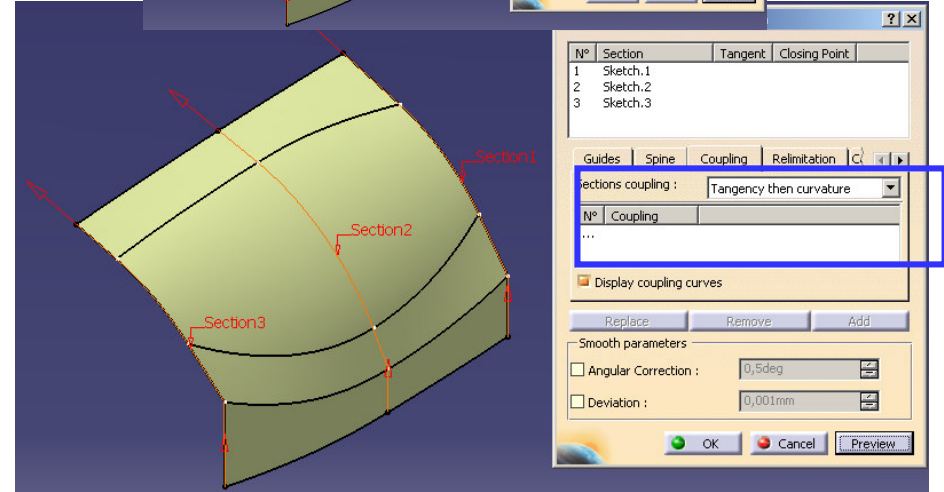 Section1
Section2
Section3
? X
N° Section Tangent Closing Point
1 Sketch.1
2 Sketch.2
3 Sketch.3
Guides Spine Coupling Relimitation
Sections coupling : Tangency then curvature
N° Coupling
...
Display coupling curves
Replace Remove Add
Smooth parameters
Angular Correction : 0,5deg
Deviation : 0,001mm
OK Cancel Preview